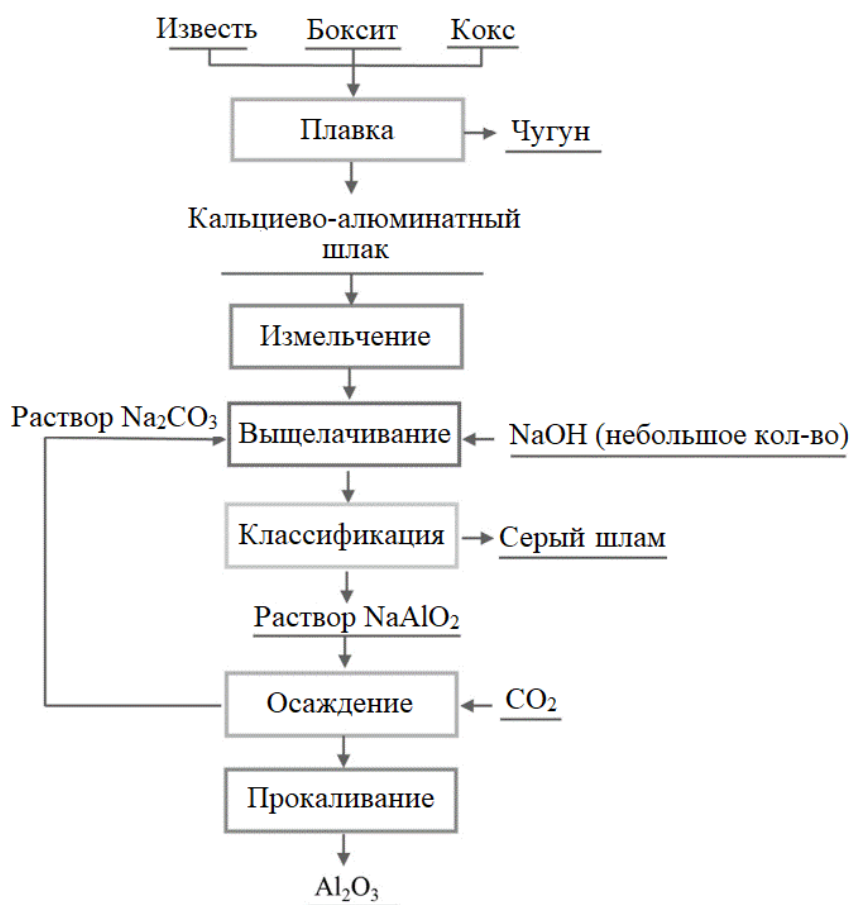 Известь Боксит Кокс
Плавка
Чугун
Кальциево-алюминатный
шлак
Измельчение
Раствор Na₂CO₃
Выщелачивание
NaOH (небольшое кол-во)
Классификация
Серый шлам
Раствор NaAlO₂
Осаждение
CO₂
Прокаливание
Al₂O₃